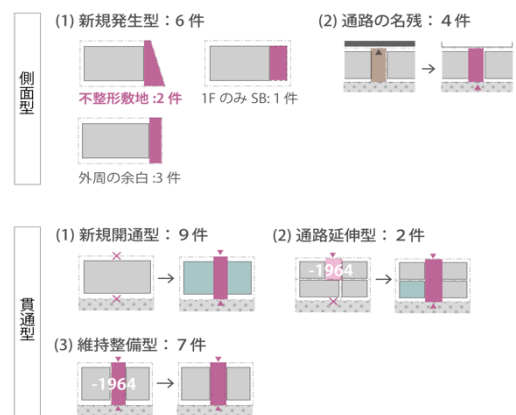 側面型
(1) 新規発生型：6 件
不整形敷地 :2 件
1F のみ SB: 1 件
外周の余白 :3 件
(2) 通路の名残：４件
貫通型
(1) 新規開通型：９件
(2) 通路延伸型：２件
-1964
(3) 維持整備型：７件
-1964